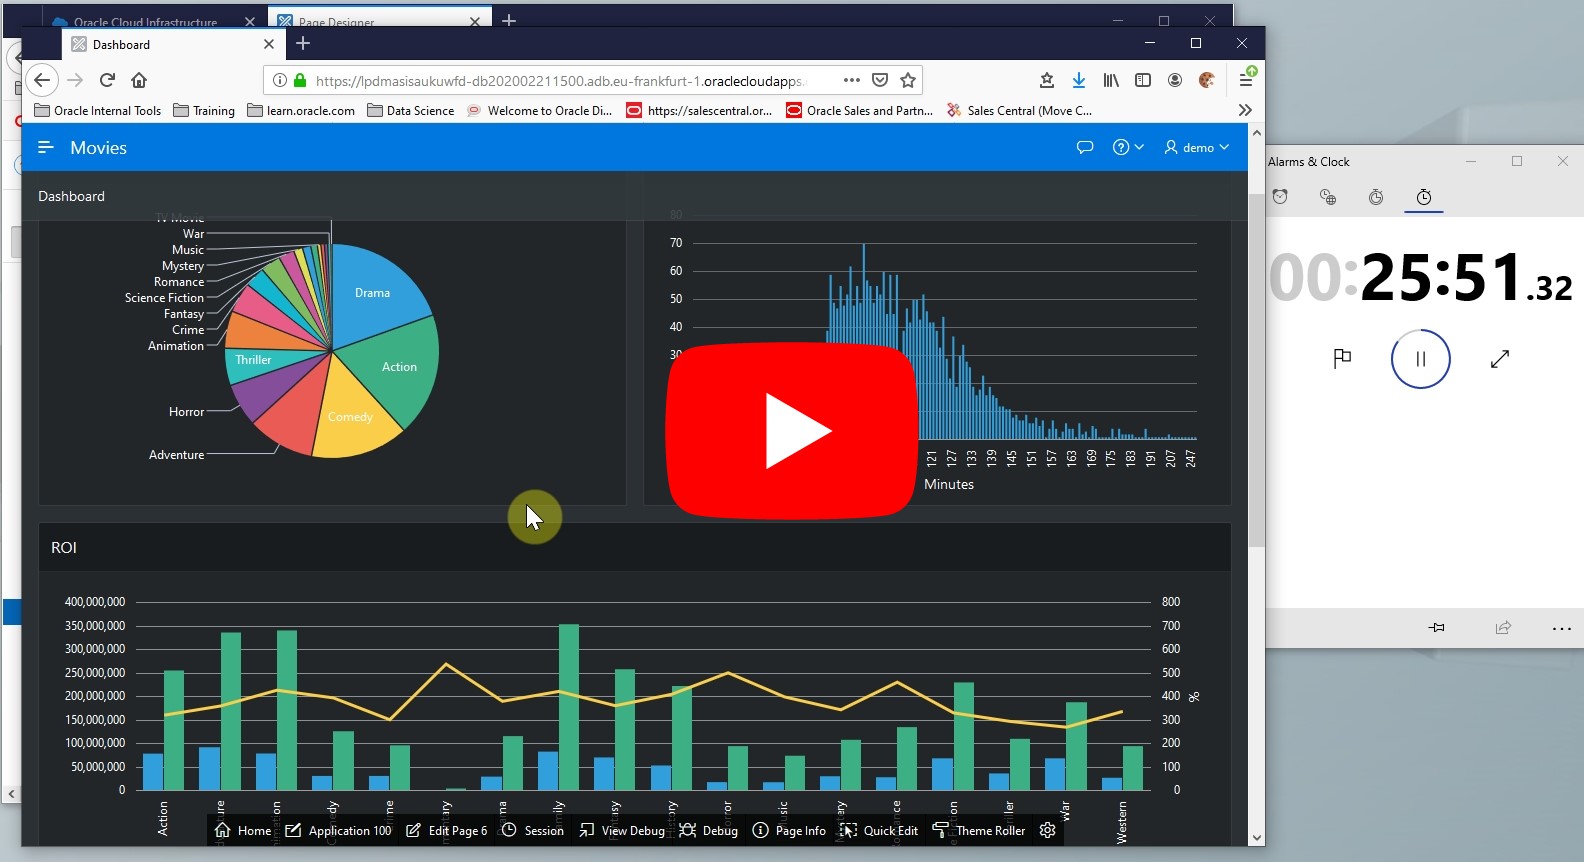 Oracle Cloud Infrastructure
Page Designer
Dashboard
https://lpdmasisaukuwfd-db202002211500.adb.eu-frankfurt-1.oraclecloudapps.
Oracle Internal Tools
Training
learn.oracle.com
Data Science
Welcome to Oracle Di...
https://salescentral.or...
Oracle Sales and Partn...
Sales Central (Move C...
Movies
demo
Dashboard
TV Movie
War
Music
Mystery
Romance
Science Fiction
Fantasy
Crime
Animation
Thriller
Horror
Adventure
Drama
Action
Comedy
80
70
60
50
40
30
121 127 133 139 145 151 157 163 169 175 183 191 207 247
Minutes
ROI
400,000,000
350,000,000
300,000,000
250,000,000
200,000,000
150,000,000
100,000,000
50,000,000
0
800
700
600
500
400
300
200
100
0
%
Action
War
Western
Home
Application 100
Edit Page 6
Session
View Debug
Debug
Page Info
Quick Edit
Theme Roller
Alarms & Clock
00:25:51.32